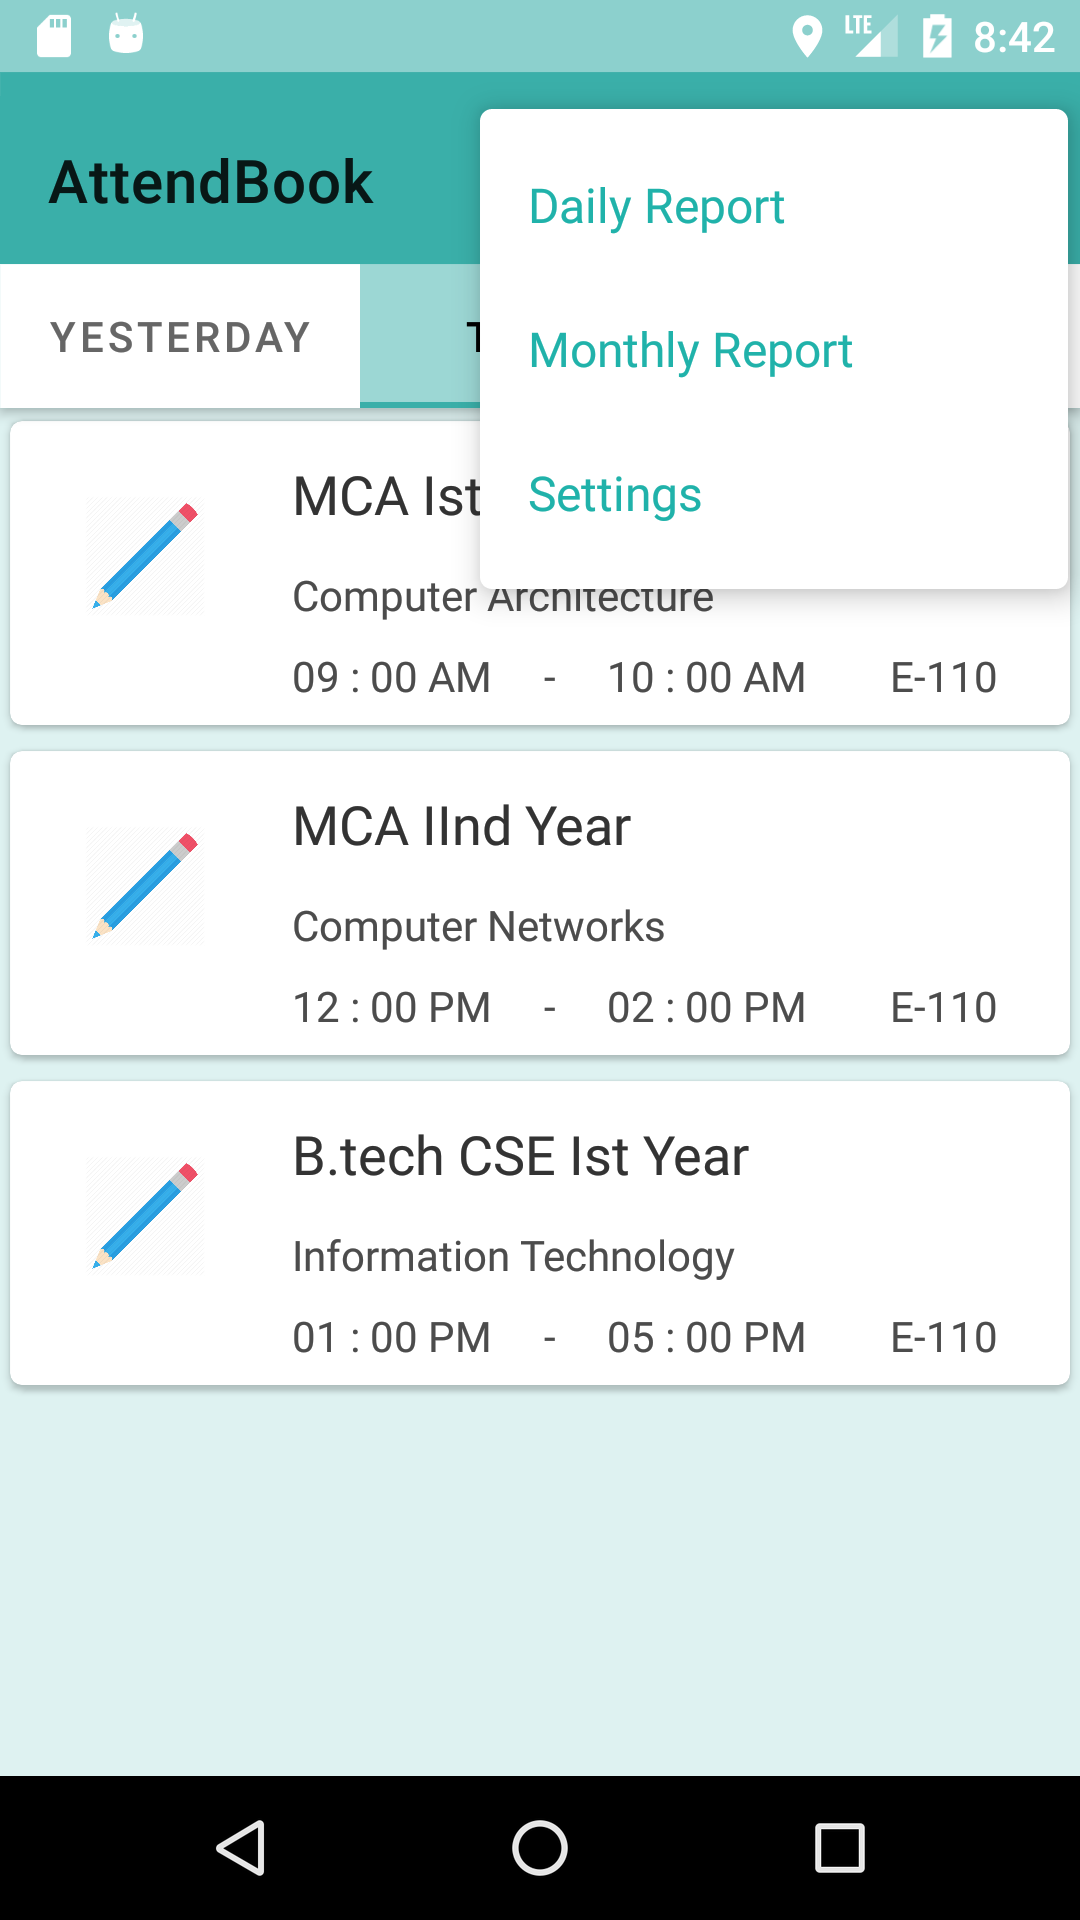 LTE 8:42
AttendBook
Daily Report
Monthly Report
Settings
YESTERDAY
MCA Ist
Computer Architecture
09 : 00 AM - 10 : 00 AM E-110
MCA IInd Year
Computer Networks
12 : 00 PM - 02 : 00 PM E-110
B.tech CSE Ist Year
Information Technology
01 : 00 PM - 05 : 00 PM E-110